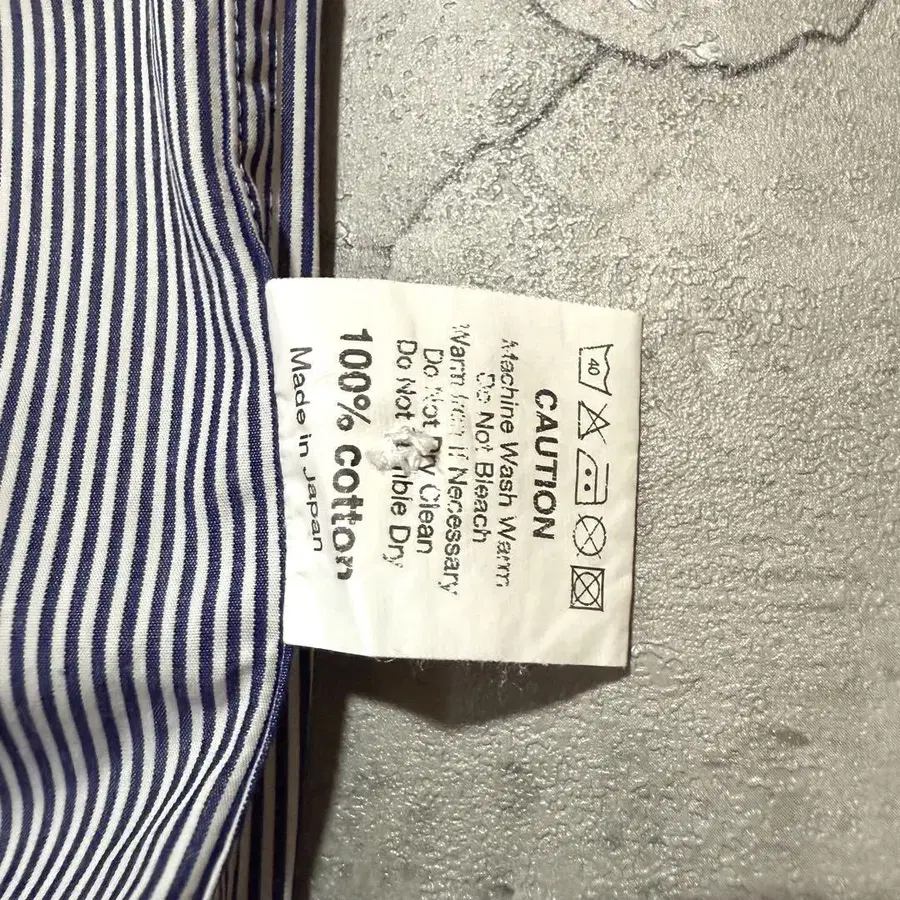 40
CAUTION
Machine Wash Warm
Do Not Bleach
Warm Iron If Necessary
Do Not Dry Clean
Do Not Dry
100% cotton
Made in Japan